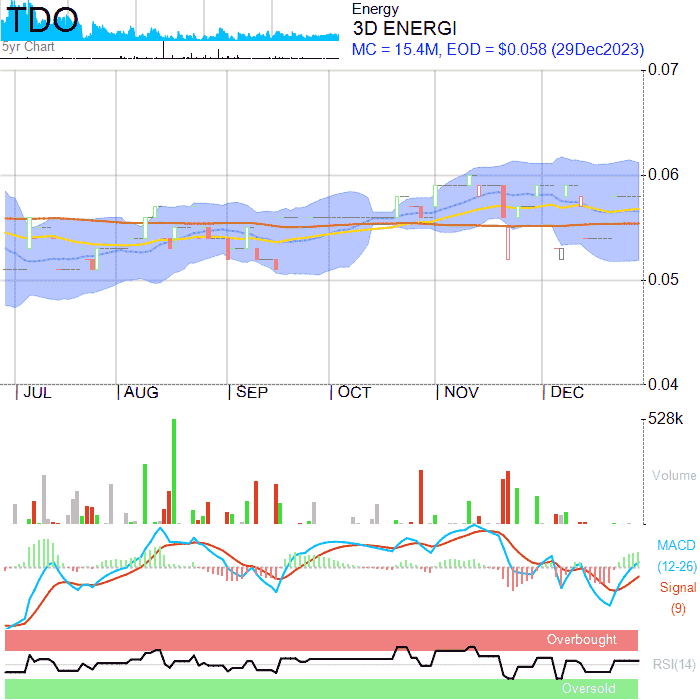 TDO
5yr Chart
Energy
3D ENERGI
MC = 15.4M, EOD = $0.058 (29Dec2023)
0.07
0.06
0.05
0.04
JUL AUG SEP OCT NOV DEC
528k
Volume
MACD
(12-26)
Signal
(9)
Overbought
RSI(14)
Oversold